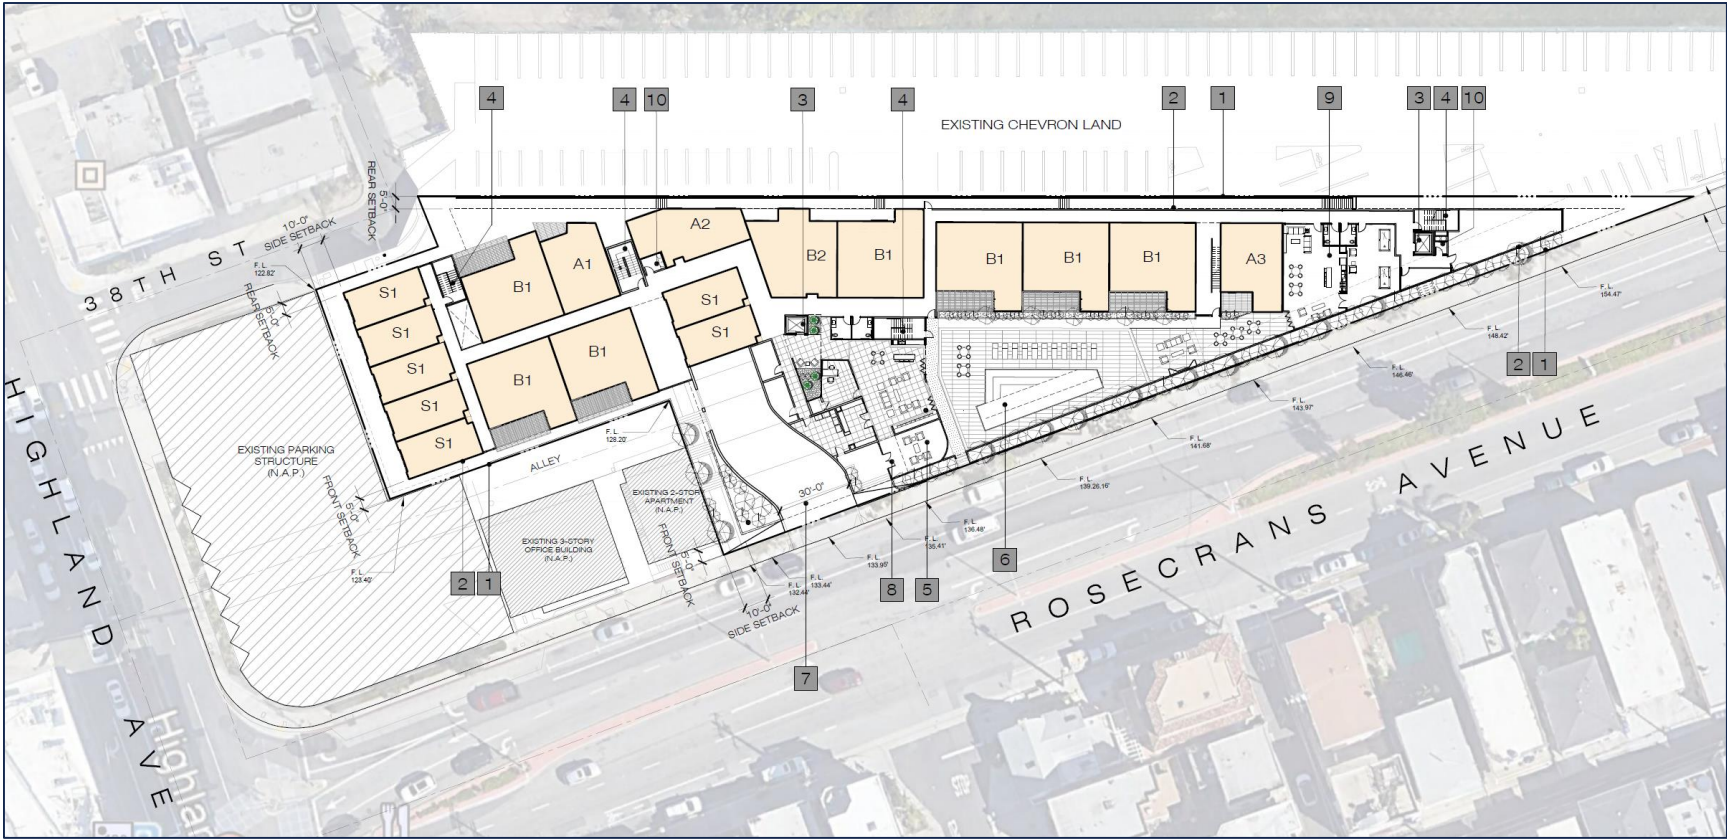 4
4
10
3
4
2
1
9
3
4
10
EXISTING CHEVRON LAND
REAR SETBACK
5'-0"
10'-0"
SIDE SETBACK
38TH ST
F.L.
122.82'
REAR SETBACK
5'-0"
A2
B2
B1
B1
B1
B1
A3
A1
B1
S1
S1
S1
S1
S1
S1
S1
B1
B1
F.L.
154.47'
F.L.
148.42'
F.L.
146.46'
F.L.
143.97'
F.L.
141.68'
F.L.
139.26.16'
F.L.
136.48'
F.L.
135.41'
F.L.
133.95'
F.L.
133.44'
F.L.
132.44'
F.L.
128.20'
F.L.
123.40'
2
1
EXISTING PARKING
STRUCTURE
(N.A.P.)
ALLEY
5'-0"
FRONT SETBACK
EXISTING 2-STORY
APARTMENT
(N.A.P.)
EXISTING 3-STORY
OFFICE BUILDING
(N.A.P.)
30'-0"
5'-0"
FRONT SETBACK
10'-0"
SIDE SETBACK
2
1
8
5
6
7
HIGHLAND AVE
ROSECRANS AVENUE
Highland